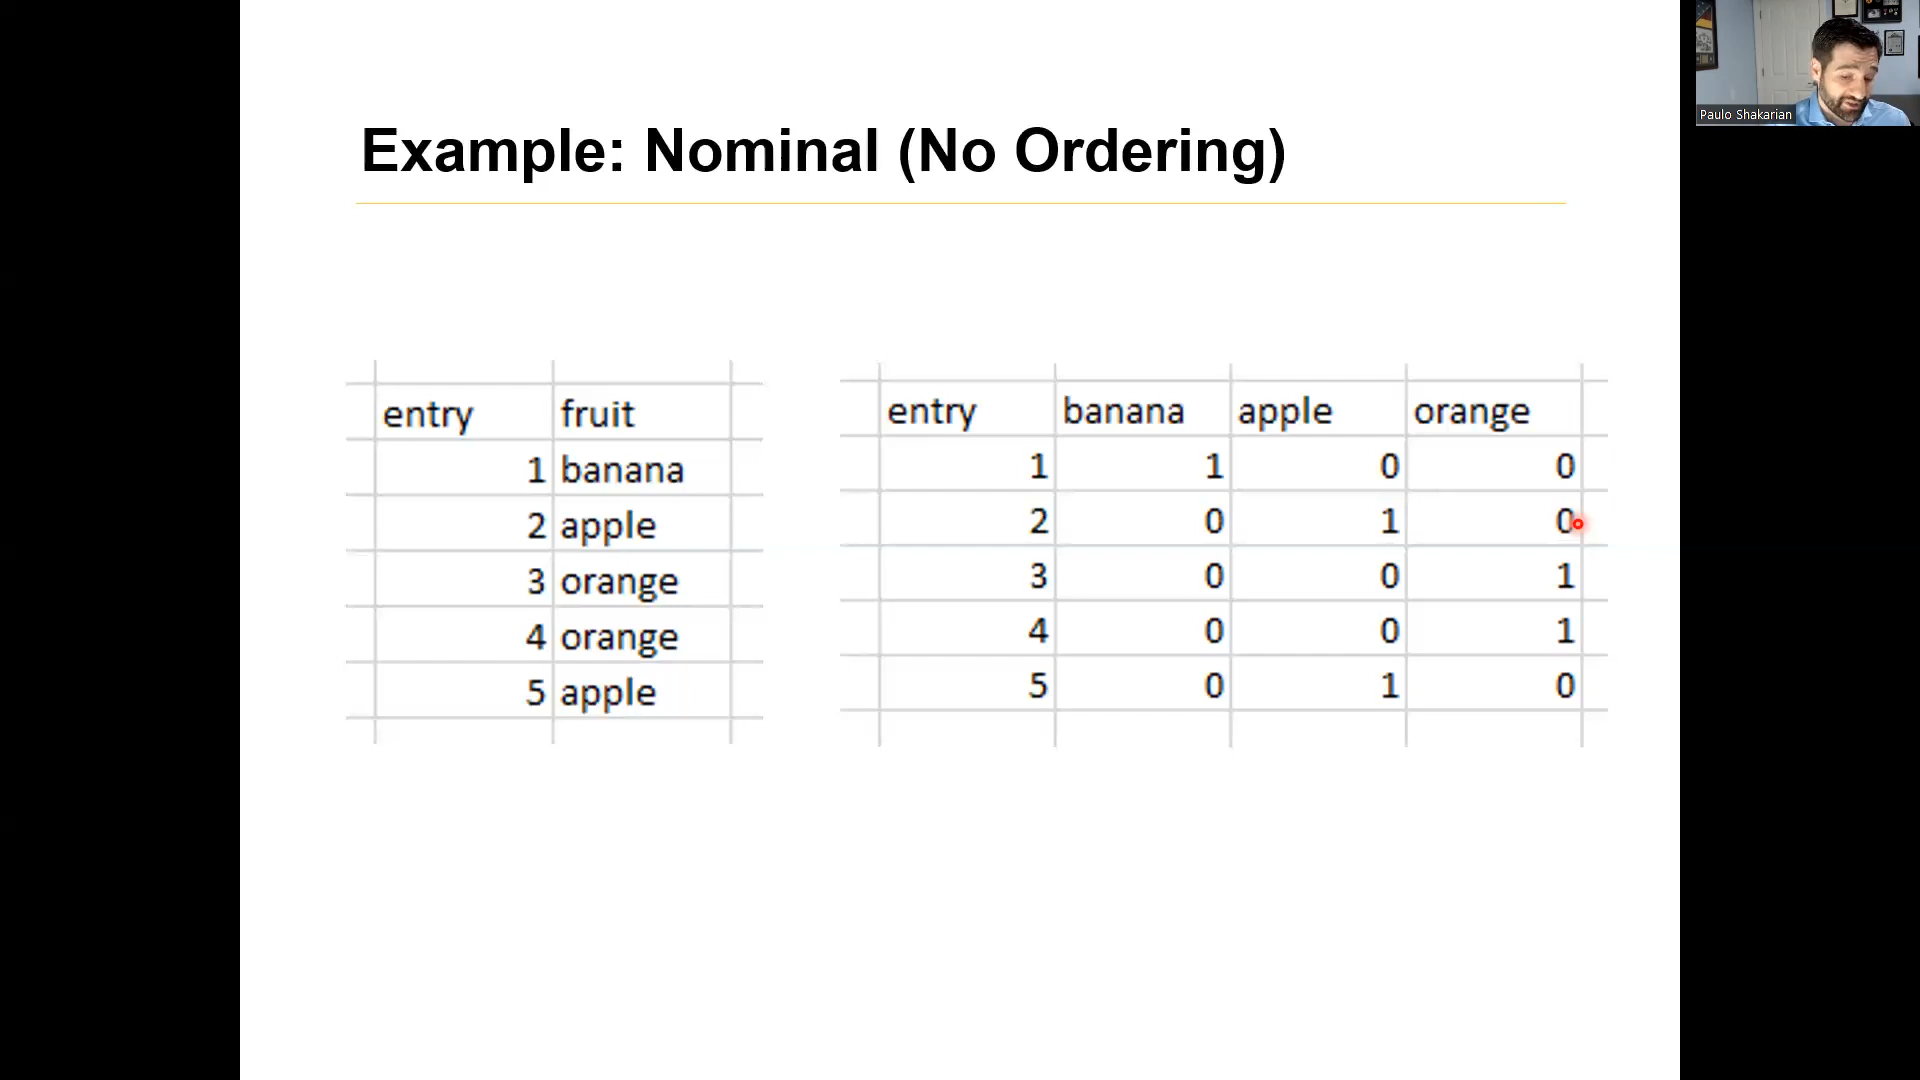 Paulo Shakarian
Example: Nominal (No Ordering)
entry fruit
1 banana
2 apple
3 orange
4 orange
5 apple
entry banana apple orange
1 1 0 0
2 0 1 0
3 0 0 1
4 0 0 1
5 0 1 0